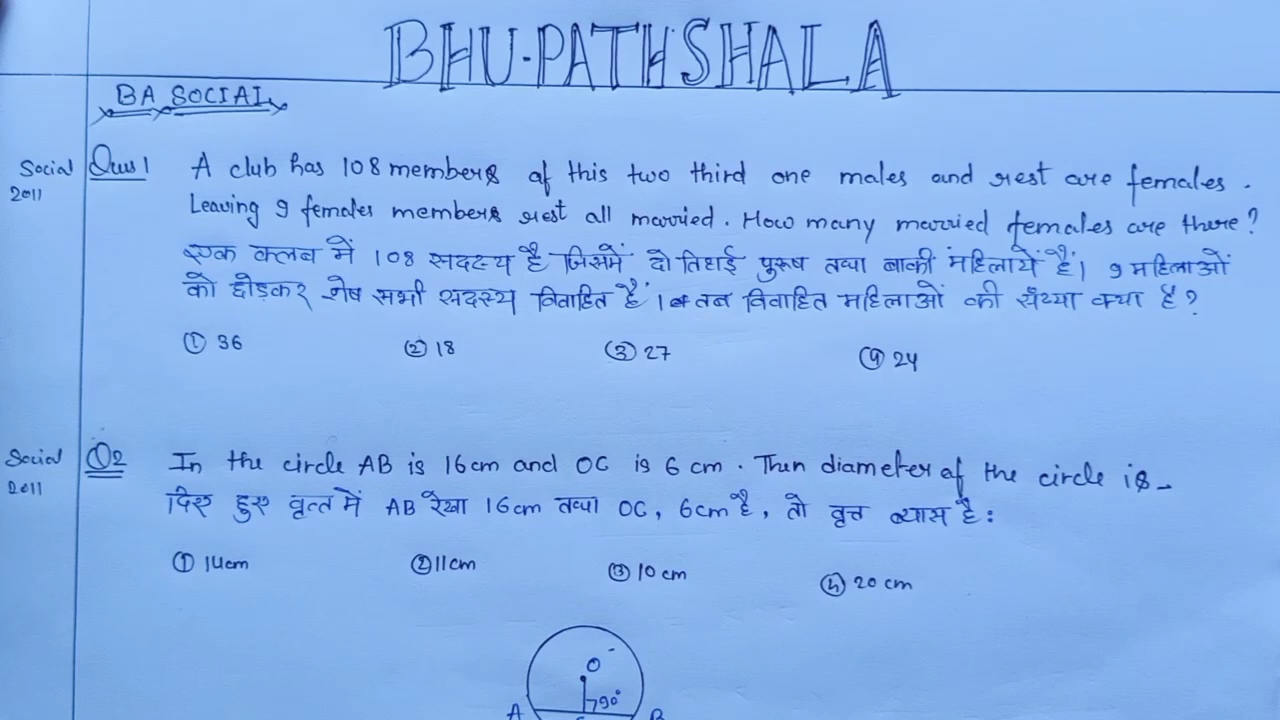 BHU-PATHSHALA
BA SOCIAL
Social 2011
Ques 1 A club has 108 members of this two third one males and rest are females.
Leaving 9 females members rest all married. How many married females are there?
एक क्लब में 108 सदस्य है जिसमें दो तिहाई पुरुष तथा बाकी महिलायें हैं। 9 महिलाओं
को छोड़कर शेष सभी सदस्य विवाहित हैं। तब विवाहित महिलाओं की संख्या क्या है?
① 36 ② 18 ③ 27 ④ 24
Social 2011
Q2 In the circle AB is 16cm and OC is 6 cm. Then diameter of the circle is-
दिए हुए वृत्त में AB रेखा 16cm तथा OC, 6cm है, तो वृत्त व्यास है:
① 14cm ② 11cm ③ 10 cm ④ 20 cm
O
90°
A B